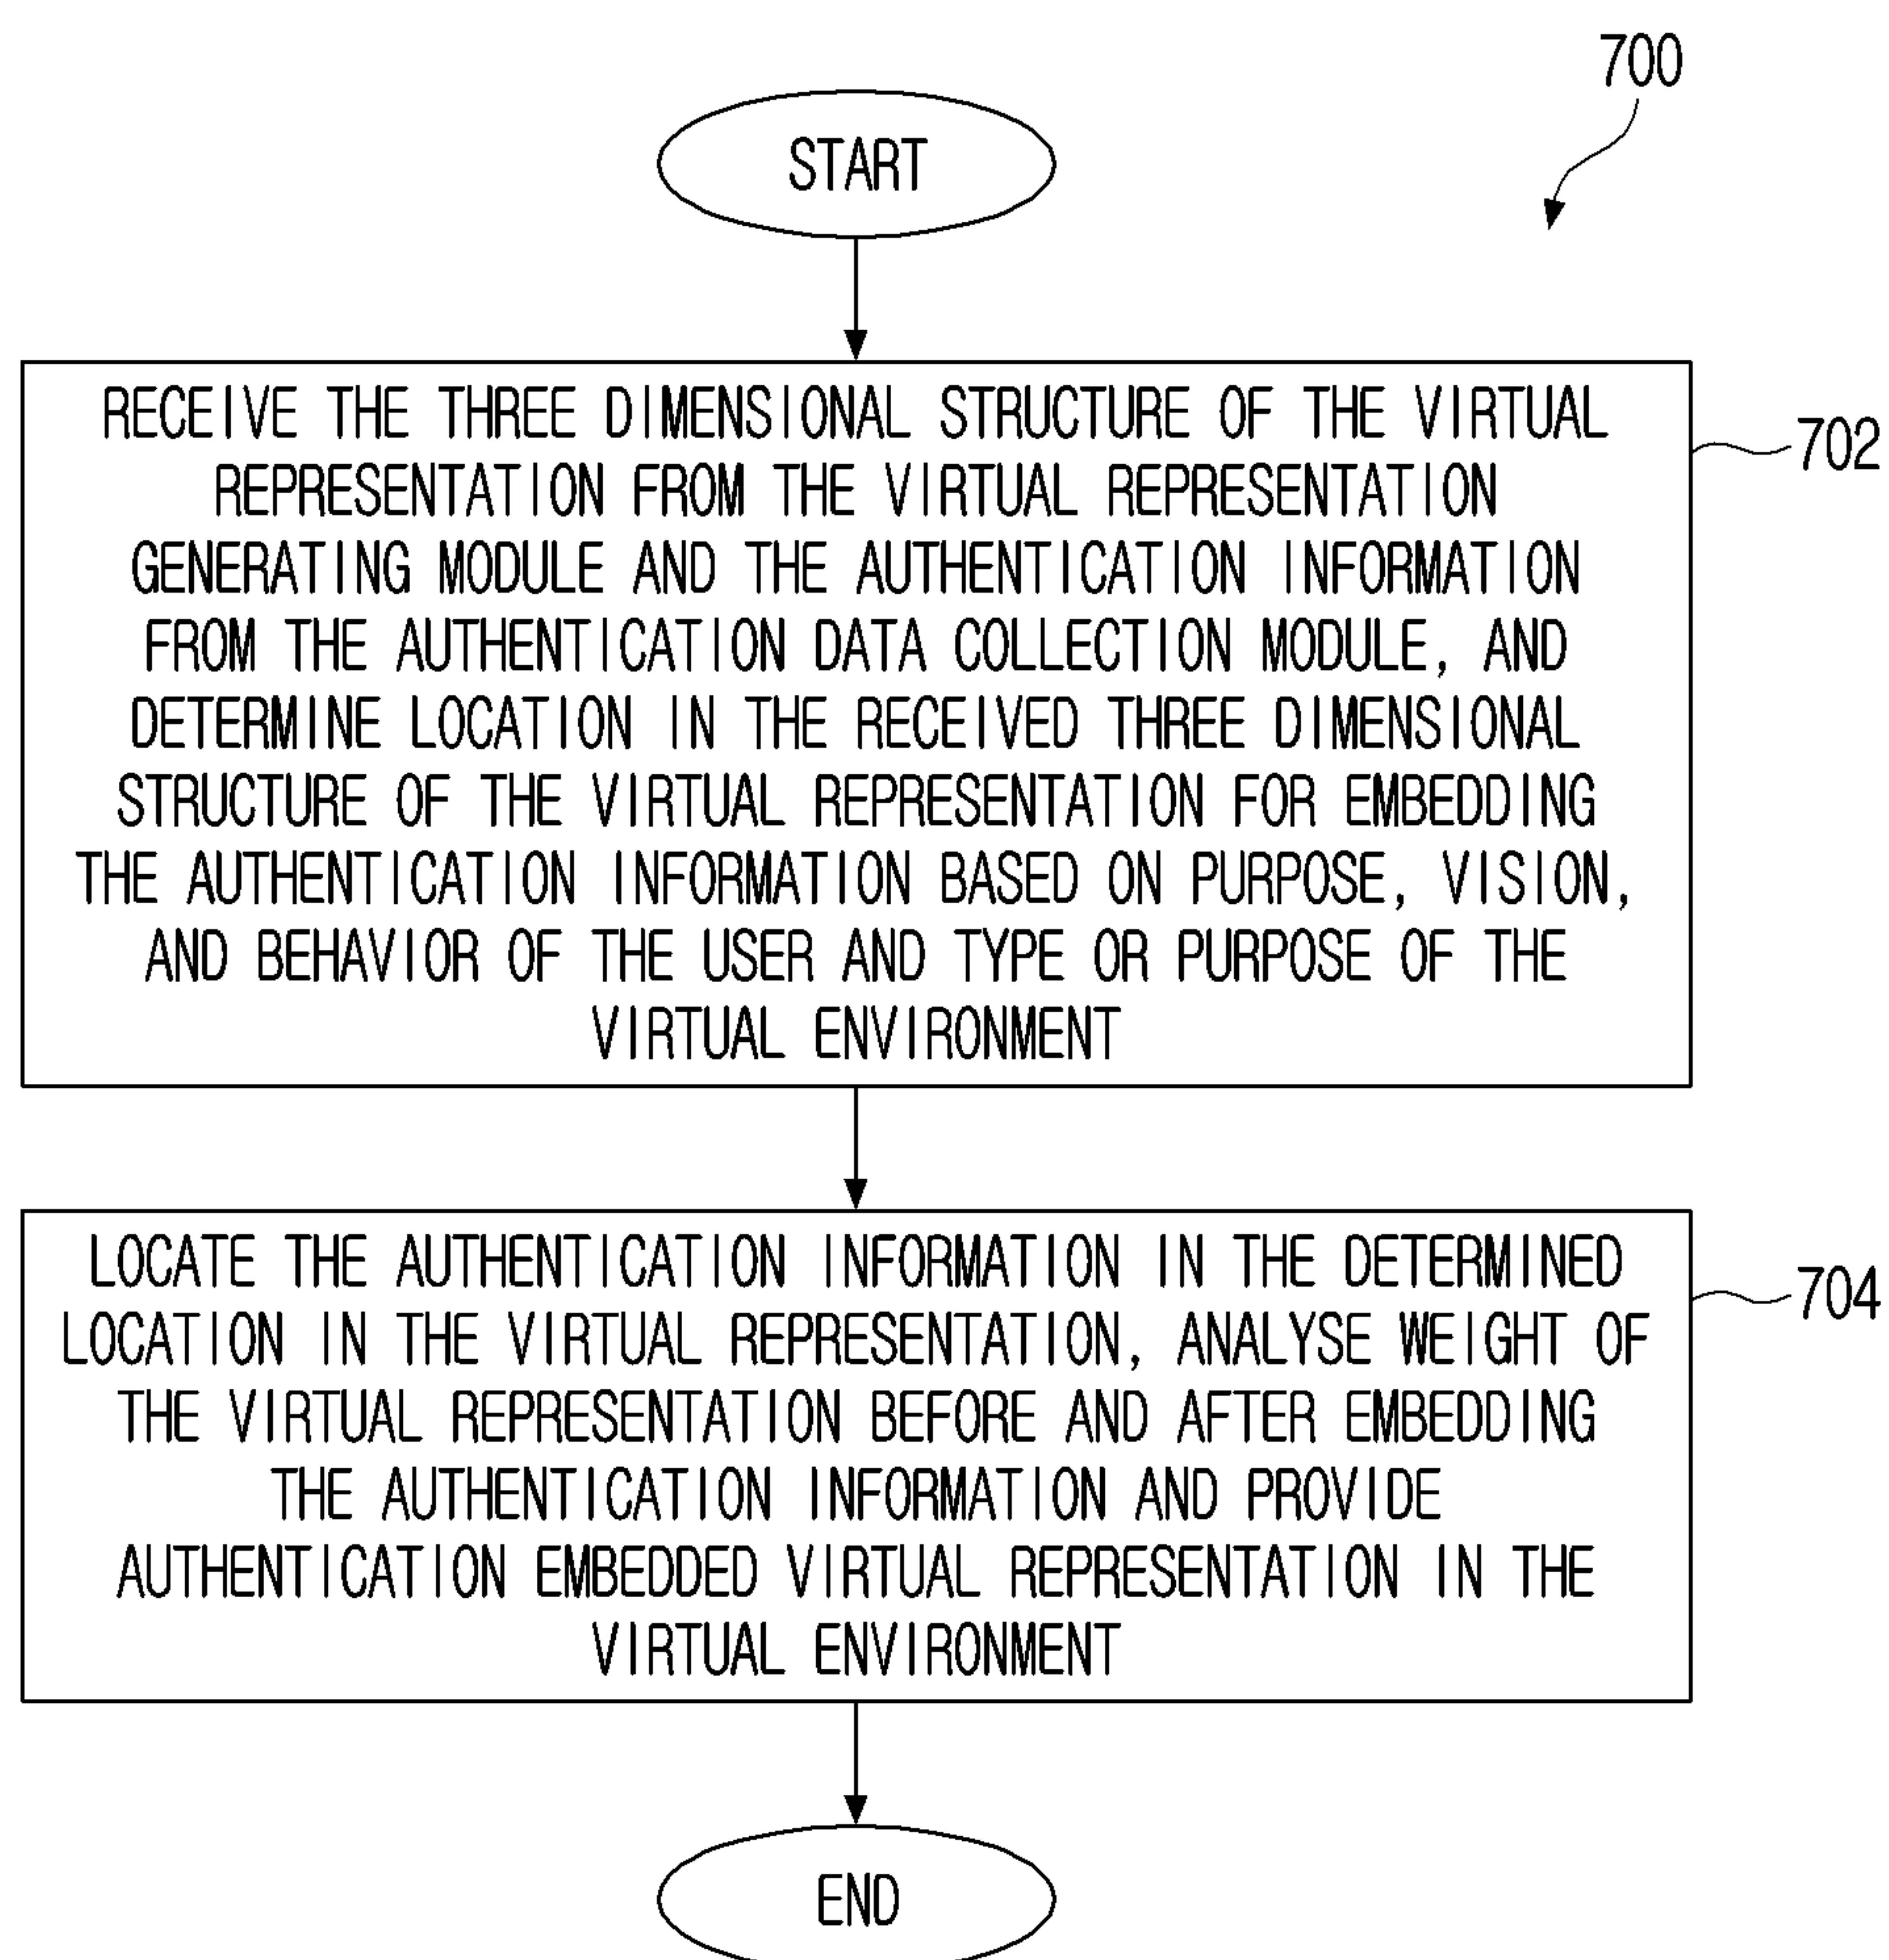 700
START
RECEIVE THE THREE DIMENSIONAL STRUCTURE OF THE VIRTUAL
REPRESENTATION FROM THE VIRTUAL REPRESENTATION
GENERATING MODULE AND THE AUTHENTICATION INFORMATION
FROM THE AUTHENTICATION DATA COLLECTION MODULE, AND
DETERMINE LOCATION IN THE RECEIVED THREE DIMENSIONAL
STRUCTURE OF THE VIRTUAL REPRESENTATION FOR EMBEDDING
THE AUTHENTICATION INFORMATION BASED ON PURPOSE, VISION,
AND BEHAVIOR OF THE USER AND TYPE OR PURPOSE OF THE
VIRTUAL ENVIRONMENT
702
LOCATE THE AUTHENTICATION INFORMATION IN THE DETERMINED
LOCATION IN THE VIRTUAL REPRESENTATION, ANALYSE WEIGHT OF
THE VIRTUAL REPRESENTATION BEFORE AND AFTER EMBEDDING
THE AUTHENTICATION INFORMATION AND PROVIDE
AUTHENTICATION EMBEDDED VIRTUAL REPRESENTATION IN THE
VIRTUAL ENVIRONMENT
704
END